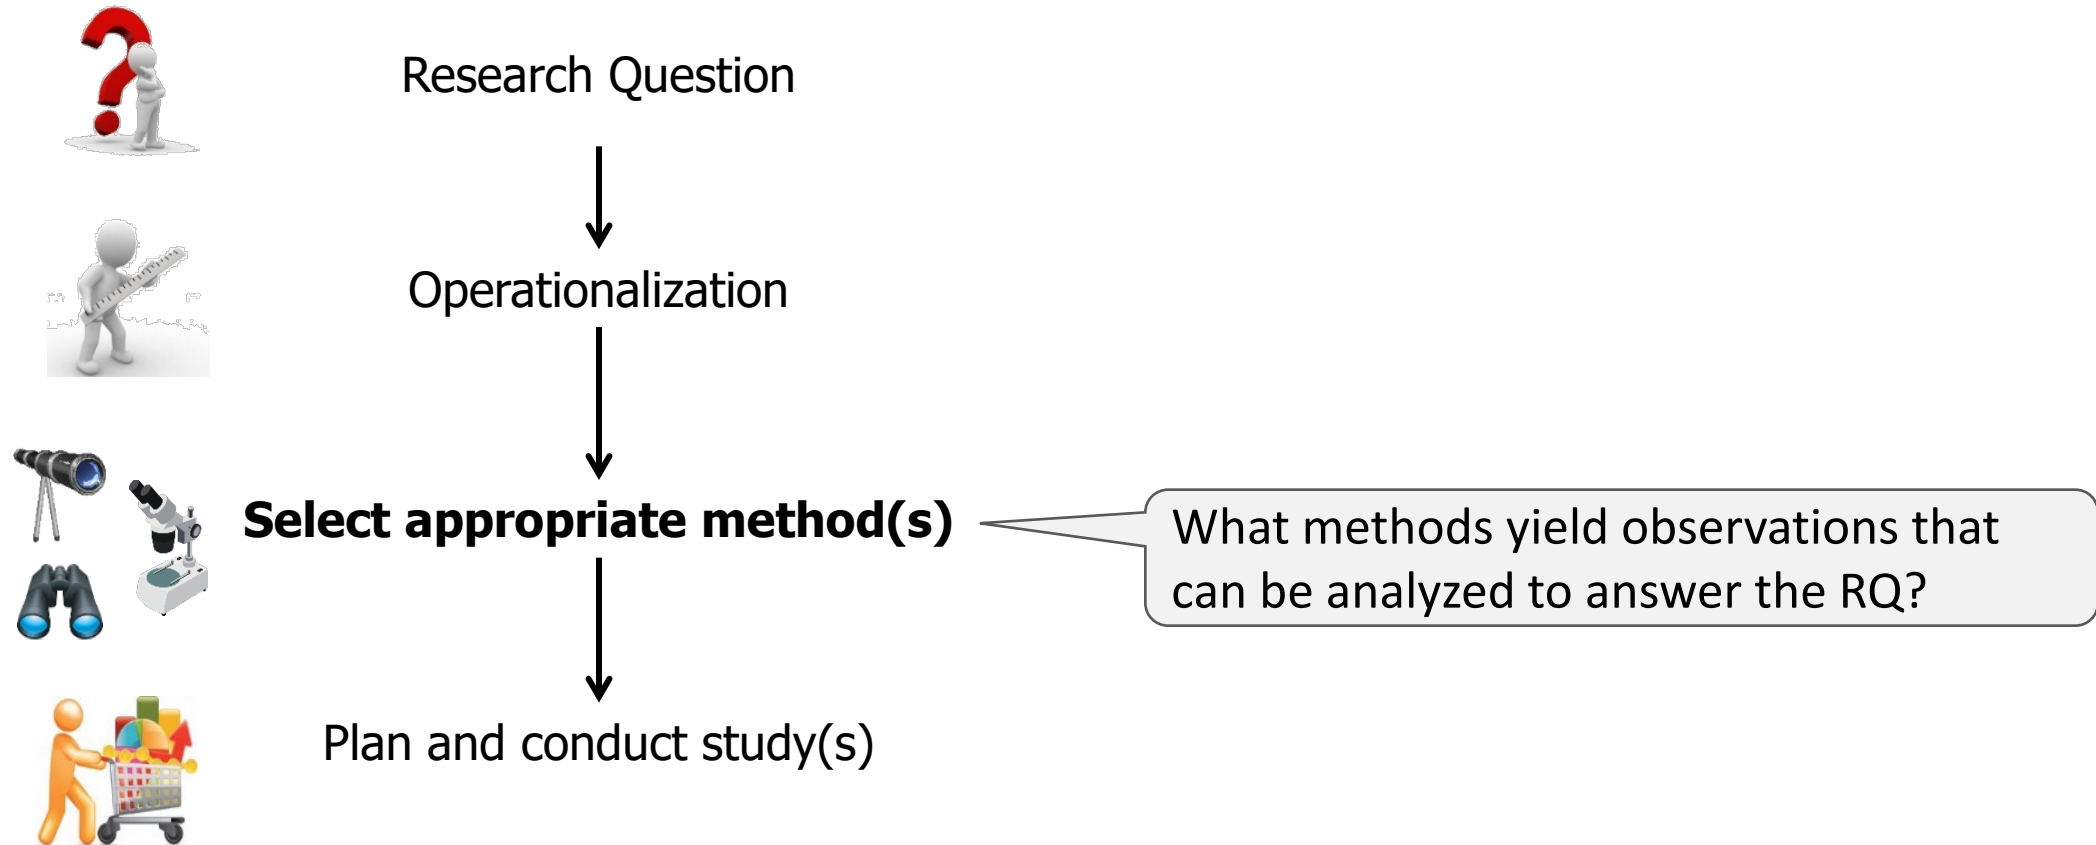 Research Question
Operationalization
Select appropriate method(s)
What methods yield observations that
can be analyzed to answer the RQ?
Plan and conduct study(s)